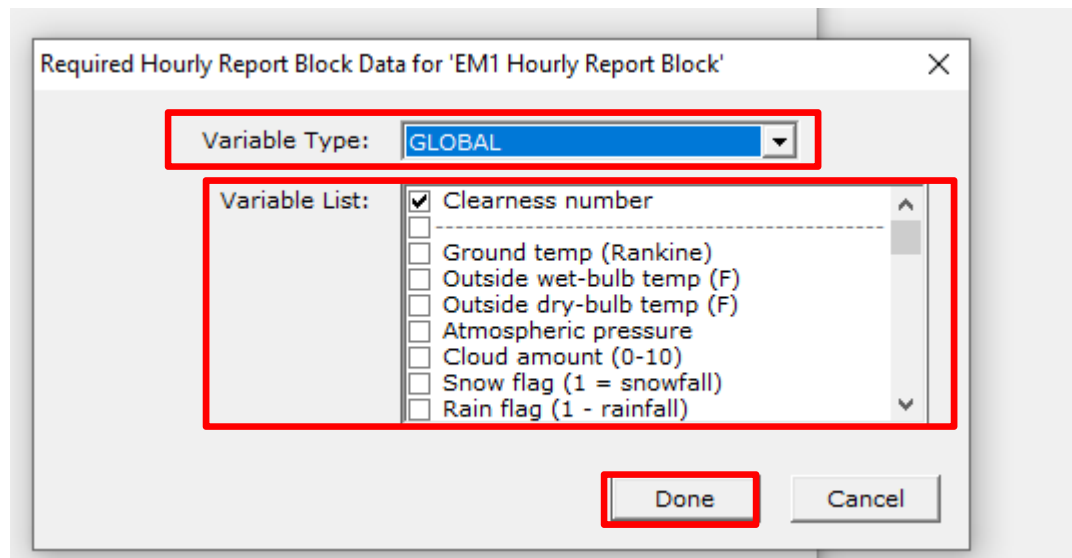 Required Hourly Report Block Data for 'EM1 Hourly Report Block'
Variable Type: GLOBAL
Variable List: Clearness number
--------------------------------------------
Ground temp (Rankine)
Outside wet-bulb temp (F)
Outside dry-bulb temp (F)
Atmospheric pressure
Cloud amount (0-10)
Snow flag (1 = snowfall)
Rain flag (1 - rainfall)
Done Cancel